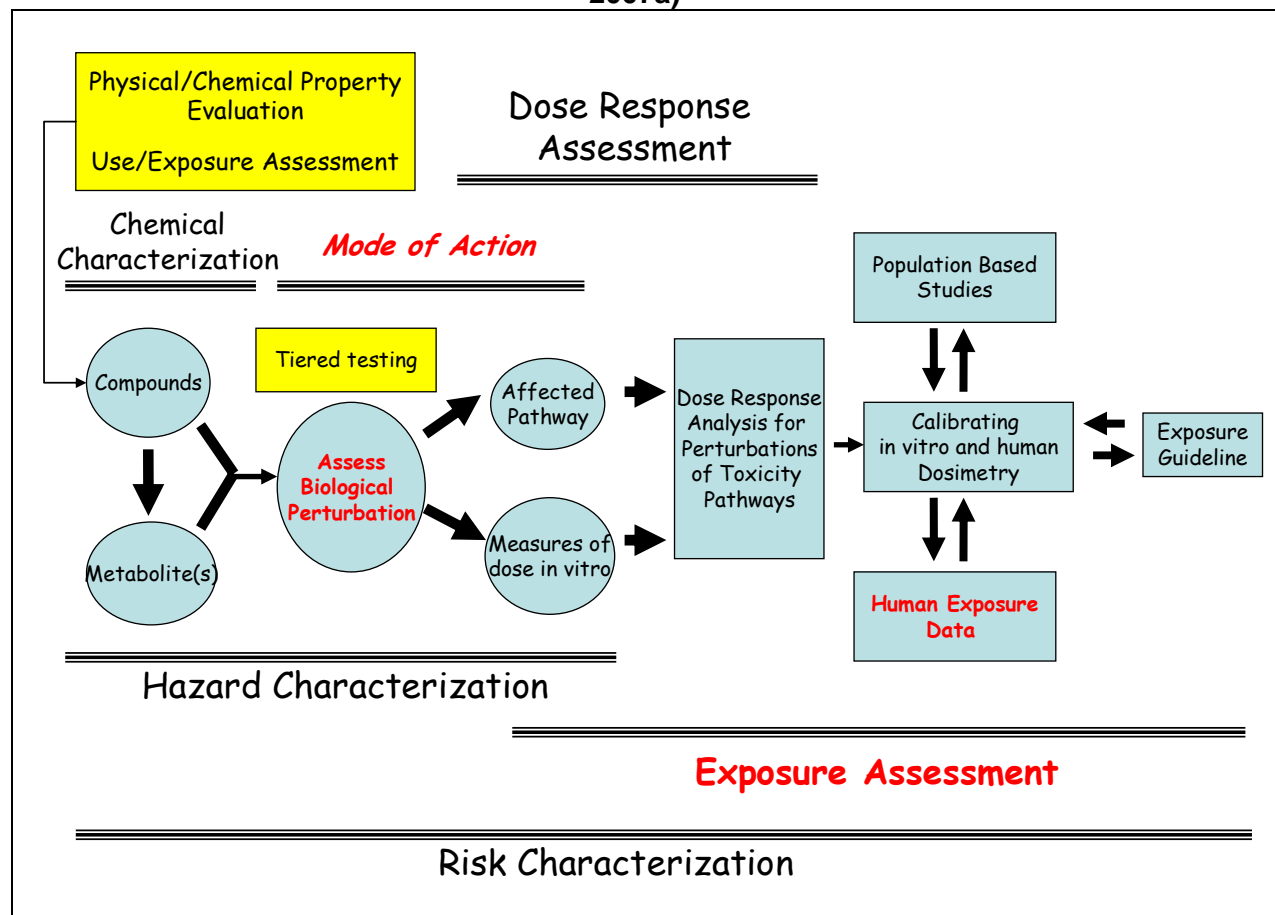 2007a)
Physical/Chemical Property
Evaluation
Use/Exposure Assessment
Dose Response
Assessment
Chemical
Characterization
Mode of Action
Population Based
Studies
Tiered testing
Compounds
Affected
Pathway
Dose Response
Analysis for
Perturbations
of Toxicity
Pathways
Calibrating
in vitro and human
Dosimetry
Exposure
Guideline
Assess
Biological
Perturbation
Metabolite(s)
Measures of
dose in vitro
Human Exposure
Data
Hazard Characterization
Exposure Assessment
Risk Characterization